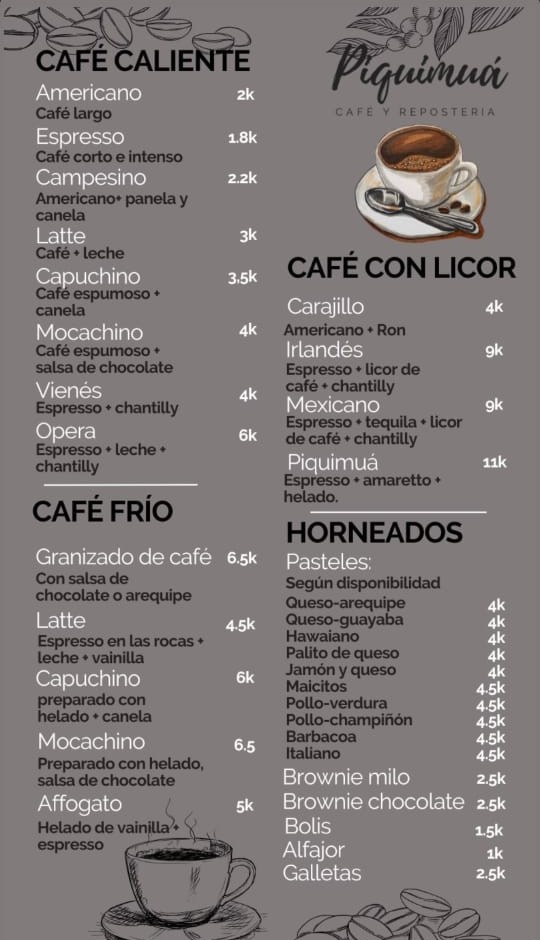 CAFÉ CALIENTE
Americano 2k
Café largo
Espresso 1.8k
Café corto e intenso
Campesino 2.2k
Americano+ panela y
canela
Latte 3k
Café + leche
Capuchino 3.5k
Café espumoso +
canela
Mocachino 4k
Café espumoso +
salsa de chocolate
Vienés 4k
Espresso + chantilly
Opera 6k
Espresso + leche +
chantilly
CAFÉ FRÍO
Granizado de café 6.5k
Con salsa de
chocolate o arequipe
Latte 4.5k
Espresso en las rocas +
leche + vainilla
Capuchino 6k
preparado con
helado + canela
Mocachino 6.5
Preparado con helado,
salsa de chocolate
Affogato 5k
Helado de vainilla +
espresso
Piquimuá
CAFÉ Y REPOSTERIA
CAFÉ CON LICOR
Carajillo 4k
Americano + Ron
Irlandés 9k
Espresso + licor de
café + chantilly
Mexicano 9k
Espresso + tequila + licor
de café + chantilly
Piquimuá 11k
Espresso + amaretto +
helado.
HORNEADOS
Pasteles:
Según disponibilidad
Queso-arequipe 4k
Queso-guayaba 4k
Hawaiano 4k
Palito de queso 4k
Jamón y queso 4k
Maicitos 4.5k
Pollo-verdura 4.5k
Pollo-champiñón 4.5k
Barbacoa 4.5k
Italiano 4.5k
Brownie milo 2.5k
Brownie chocolate 2.5k
Bolis 1.5k
Alfajor 1k
Galletas 2.5k